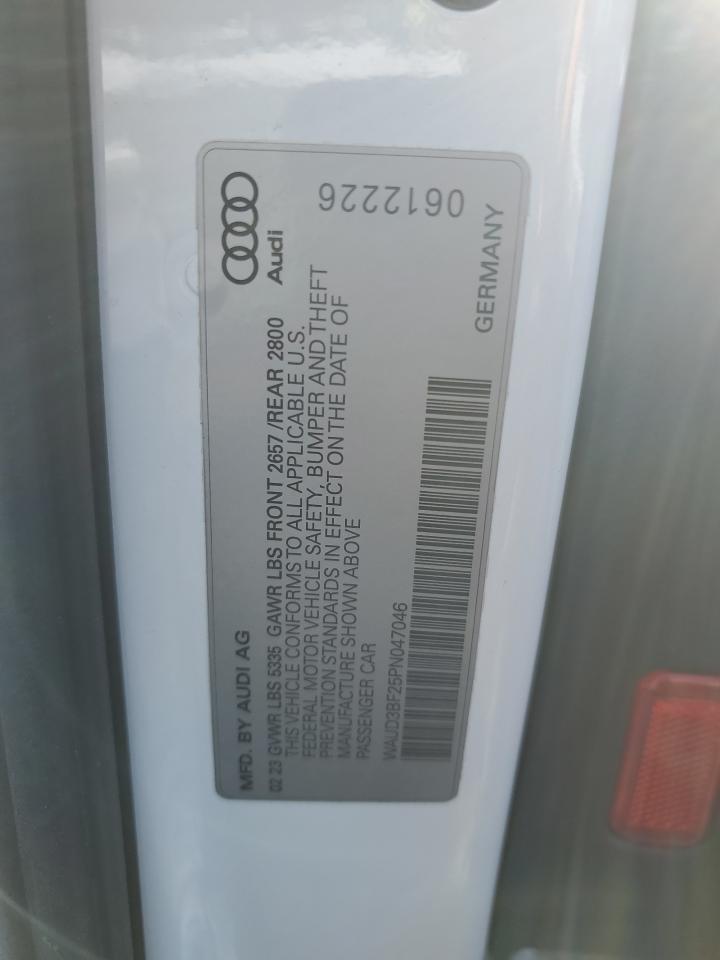 MFD. BY AUDI AG
02 23 GVWR LBS 5335 GAWR LBS FRONT 2657 /REAR 2800
THIS VEHICLE CONFORMS TO ALL APPLICABLE U.S.
FEDERAL MOTOR VEHICLE SAFETY, BUMPER AND THEFT
PREVENTION STANDARDS IN EFFECT ON THE DATE OF
MANUFACTURE SHOWN ABOVE
PASSENGER CAR
WAUD3BF25PN047046
Audi
0612226
GERMANY